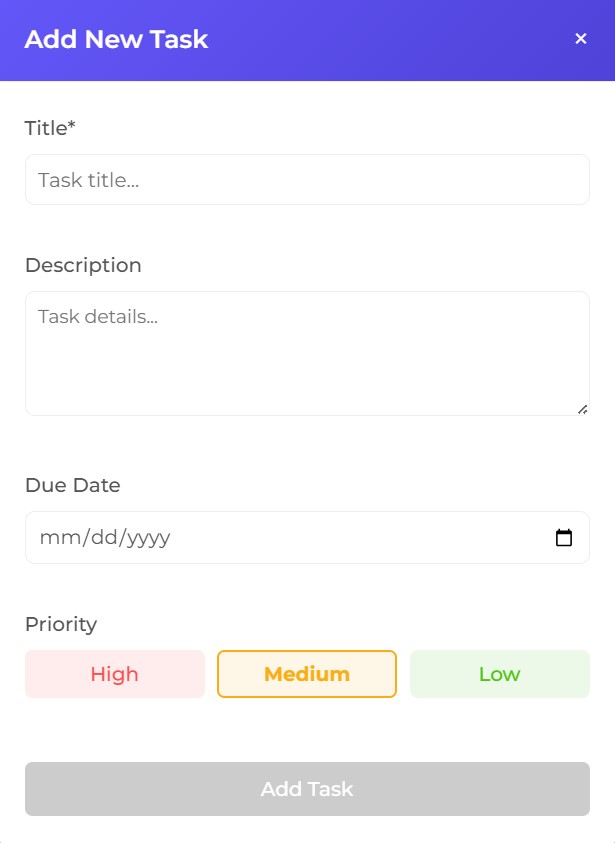 Add New Task ×
Title*
Task title...
Description
Task details...
Due Date
mm/dd/yyyy
Priority
High Medium Low
Add Task